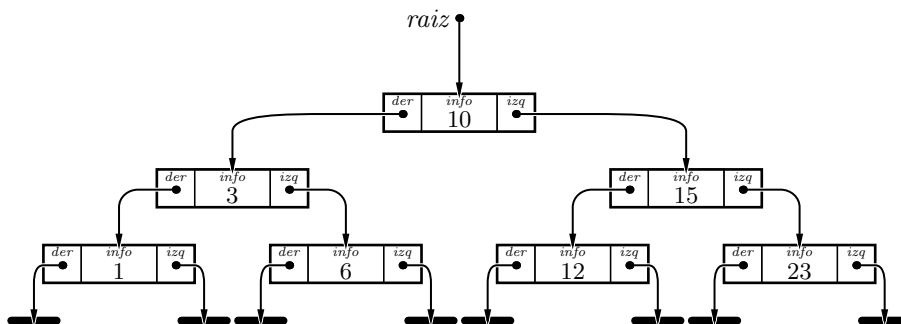 raiz
der info izq
10
der info izq der info izq
3 15
der info izq der info izq der info izq der info izq
1 6 12 23